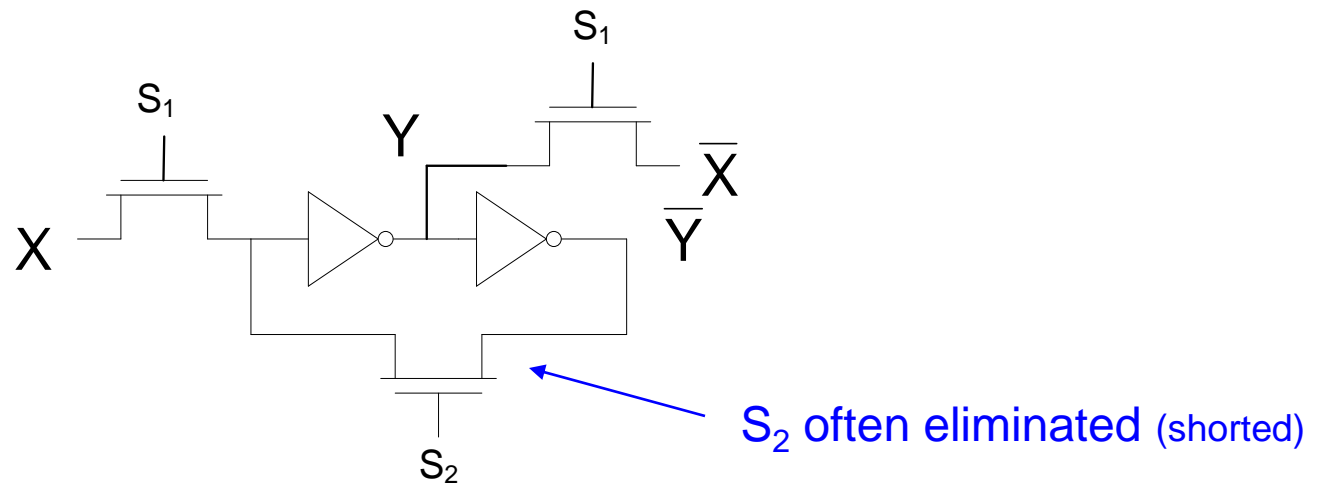 S₁
S₁
Y
X̅
Y̅
X
S₂ often eliminated (shorted)
S₂